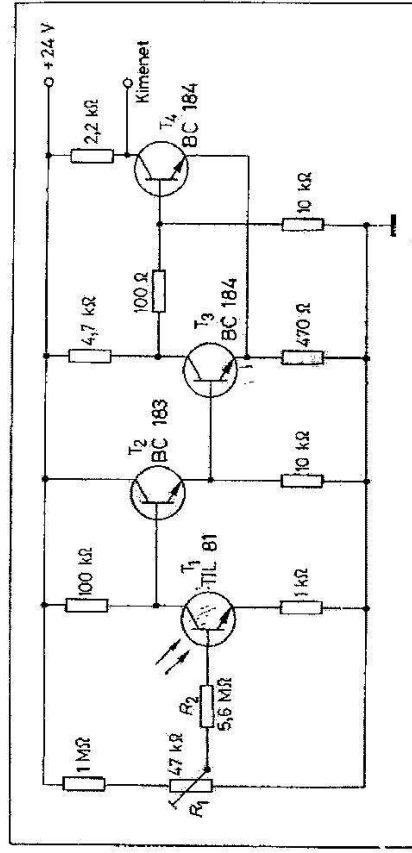 + 24 V
Kimenet
1 MΩ
47 kΩ
R1
R2
5,6 MΩ
100 kΩ
T1
TIL 81
1 kΩ
T2
BC 183
10 kΩ
4,7 kΩ
100 Ω
T3
BC 184
470 Ω
2,2 kΩ
T4
BC 184
10 kΩ